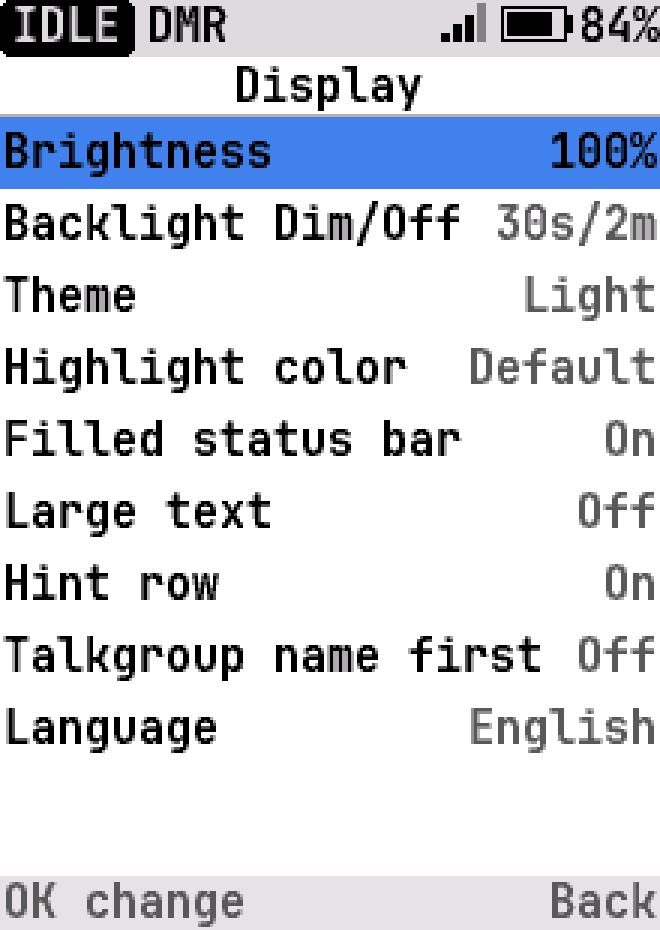 IDLE DMR 84%
Display
Brightness 100%
Backlight Dim/Off 30s/2m
Theme Light
Highlight color Default
Filled status bar On
Large text Off
Hint row On
Talkgroup name first Off
Language English
OK change Back